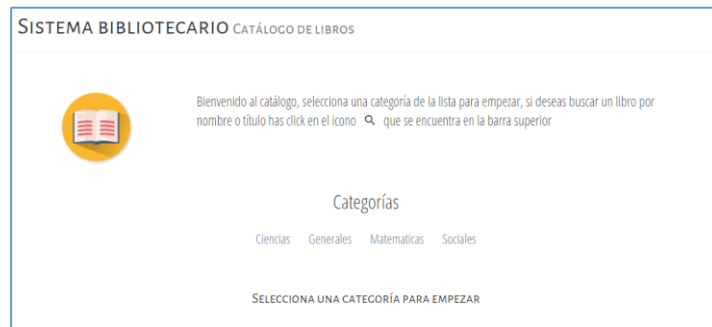 SISTEMA BIBLIOTECARIO CATÁLOGO DE LIBROS
Bienvenido al catálogo, selecciona una categoría de la lista para empezar, si deseas buscar un libro por
nombre o título has click en el icono que se encuentra en la barra superior
Categorías
Ciencias Generales Matematicas Sociales
SELECCIONA UNA CATEGORÍA PARA EMPEZAR